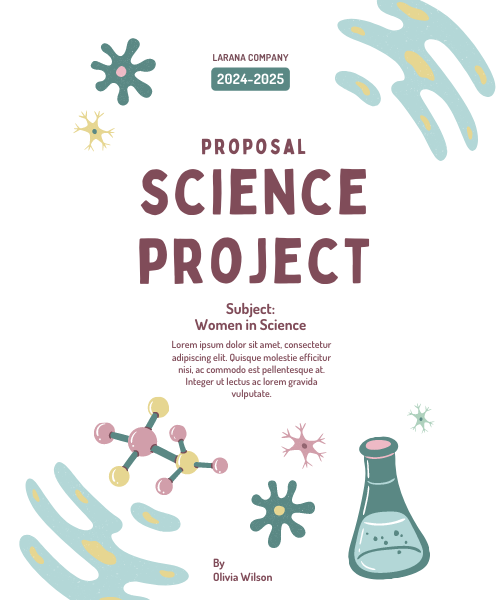 LARANA COMPANY
2024-2025
PROPOSAL
SCIENCE
PROJECT
Subject:
Women in Science
Lorem ipsum dolor sit amet, consectetur
adipiscing elit. Quisque molestie efficitur
nisi, ac commodo est pellentesque at.
Integer ut lectus ac lorem gravida
vulputate.
By
Olivia Wilson